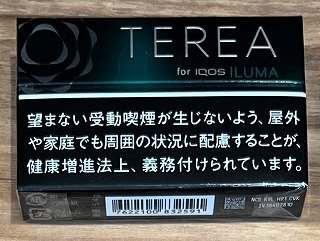 TEREA
for IQOS ILUMA
望まない受動喫煙が生じないよう、屋外
や家庭でも周囲の状況に配慮することが、
健康増進法上、義務付けられています。
7622100 832591